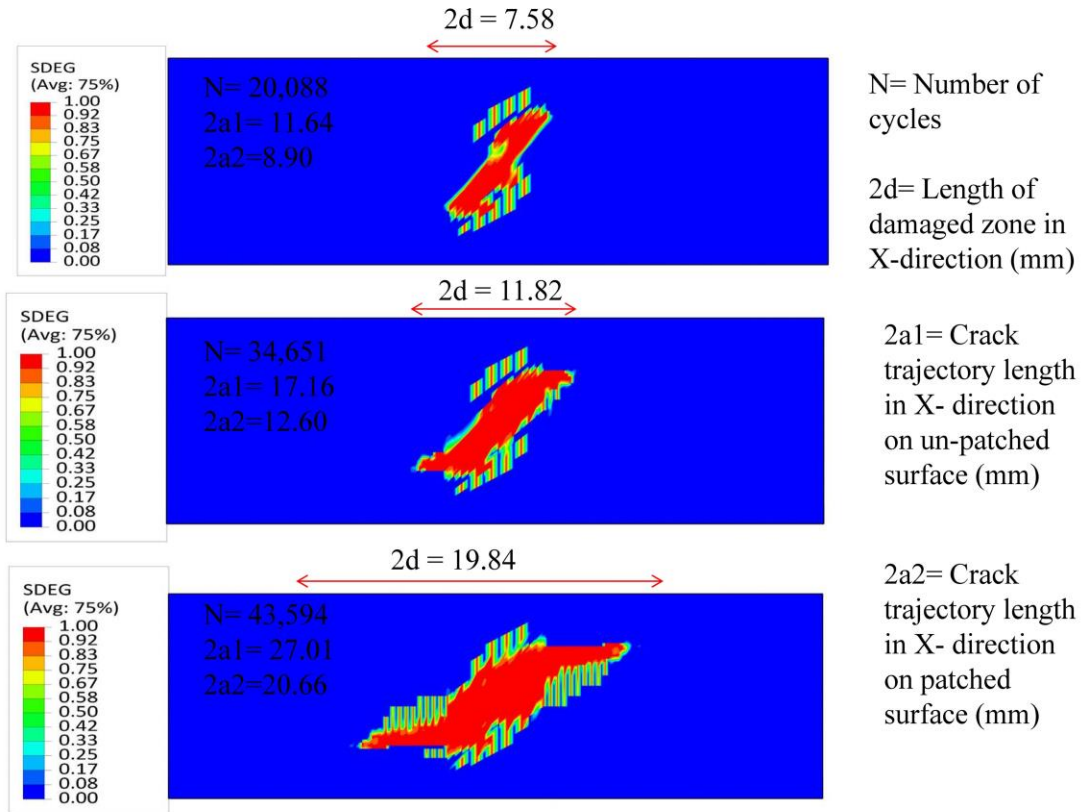 2d = 7.58
SDEG
(Avg: 75%)
1.00
0.92
0.83
0.75
0.67
0.58
0.50
0.42
0.33
0.25
0.17
0.08
0.00
N= 20,088
2a1= 11.64
2a2=8.90
N= Number of
cycles
2d= Length of
damaged zone in
X-direction (mm)
2d = 11.82
SDEG
(Avg: 75%)
1.00
0.92
0.83
0.75
0.67
0.58
0.50
0.42
0.33
0.25
0.17
0.08
0.00
N= 34,651
2a1= 17.16
2a2=12.60
2a1= Crack
trajectory length
in X- direction
on un-patched
surface (mm)
2d = 19.84
SDEG
(Avg: 75%)
1.00
0.92
0.83
0.75
0.67
0.58
0.50
0.42
0.33
0.25
0.17
0.08
0.00
N= 43,594
2a1= 27.01
2a2=20.66
2a2= Crack
trajectory length
in X- direction
on patched
surface (mm)